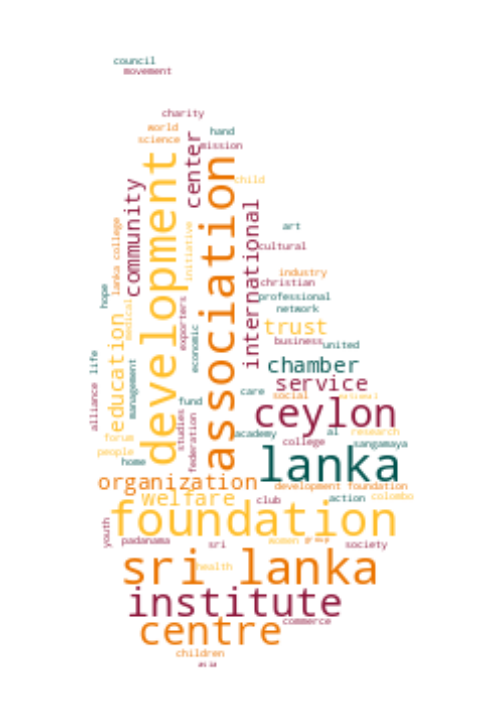 council
movement
charity
world
science
hand
mission
center
child
development
association
community
international
initiative
art
cultural
lanka college
industry
christian
hope
professional
network
medical
exporters
economic
education
trust
business
united
life
management
chamber
service
alliance
care
social
fund
studies
federation
ceylon
forum
academy
al
research
college
sangamaya
people
home
lanka
organization
development foundation
welfare
club
action
colombo
foundation
youth
padanama
sri
women
group
society
sri lanka
health
institute
commerce
centre
children
asia